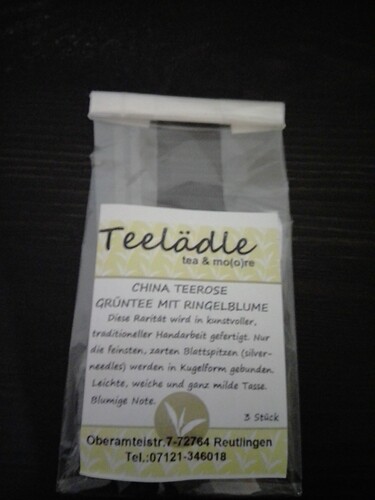 Teelädle
tea & mo(o)re
CHINA TEEROSE
GRÜNTEE MIT RINGELBLUME
Diese Rarität wird in kunstvoller,
traditioneller Handarbeit gefertigt. Nur
die feinsten, zarten Blattspitzen (silver-
needles) werden in Kugelform gebunden.
Leichte, weiche und ganz milde Tasse.
Blumige Note.
3 Stück
Oberamteistr.7-72764 Reutlingen
Tel.:07121-346018